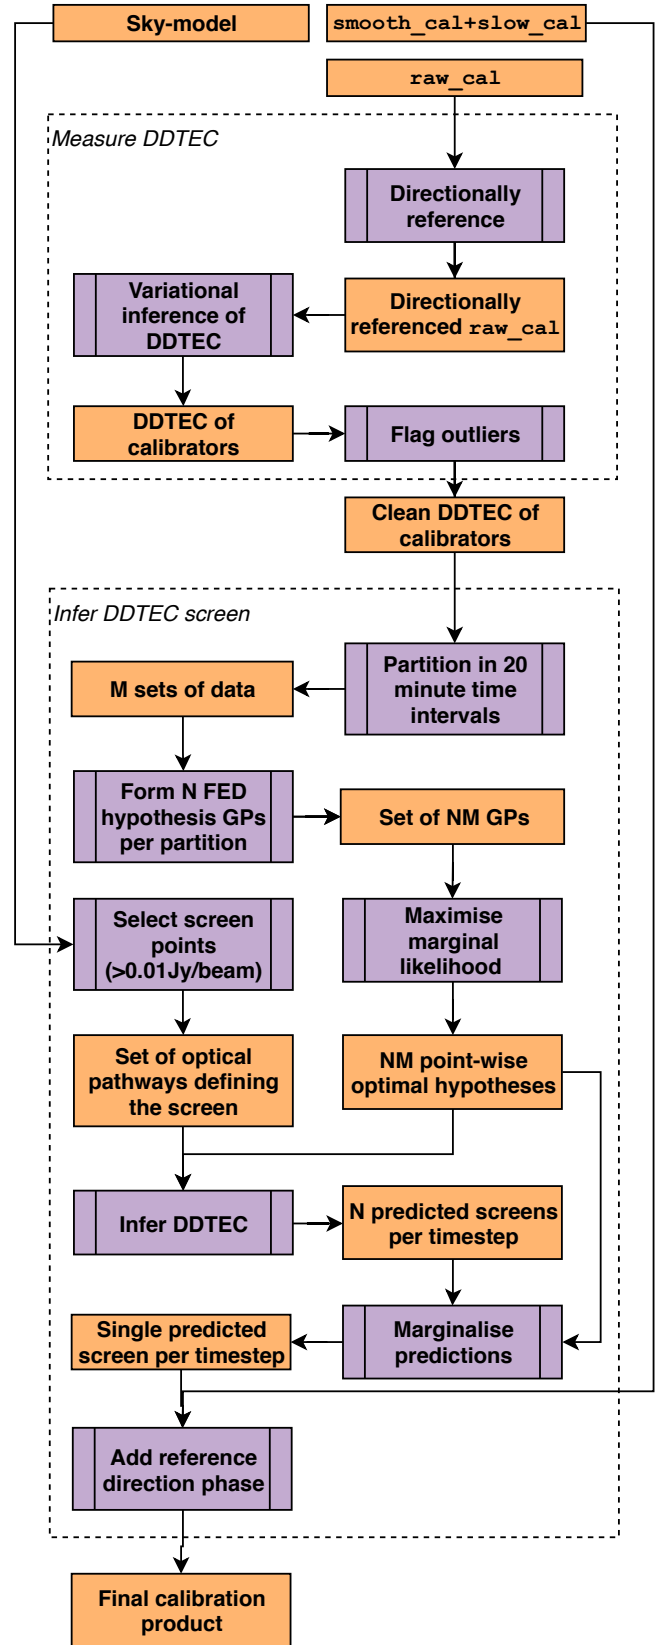 Sky-model
smooth_cal+slow_cal
raw_cal
Measure DDTEC
Directionally
reference
Directionally
referenced raw_cal
Variational
inference of
DDTEC
DDTEC of
calibrators
Flag outliers
Clean DDTEC of
calibrators
Infer DDTEC screen
Partition in 20
minute time
intervals
M sets of data
Form N FED
hypothesis GPs
per partition
Set of NM GPs
Select screen
points
(>0.01Jy/beam)
Maximise
marginal
likelihood
Set of optical
pathways defining
the screen
NM point-wise
optimal hypotheses
Infer DDTEC
N predicted screens
per timestep
Marginalise
predictions
Single predicted
screen per timestep
Add reference
direction phase
Final calibration
product